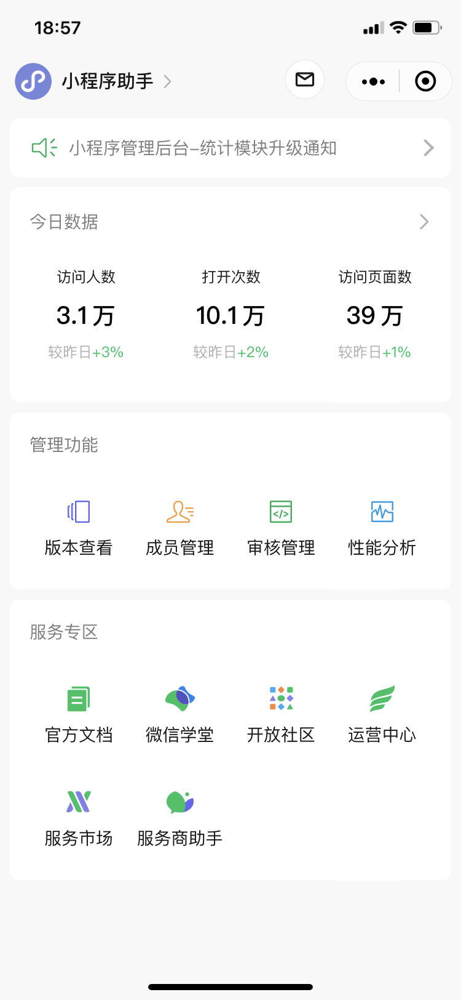 18:57
小程序助手
小程序管理后台-统计模块升级通知
今日数据
访问人数 打开次数 访问页面数
3.1 万 10.1 万 39 万
较昨日+3% 较昨日+2% 较昨日+1%
管理功能
版本查看 成员管理 审核管理 性能分析
服务专区
官方文档 微信学堂 开放社区 运营中心
服务市场 服务商助手